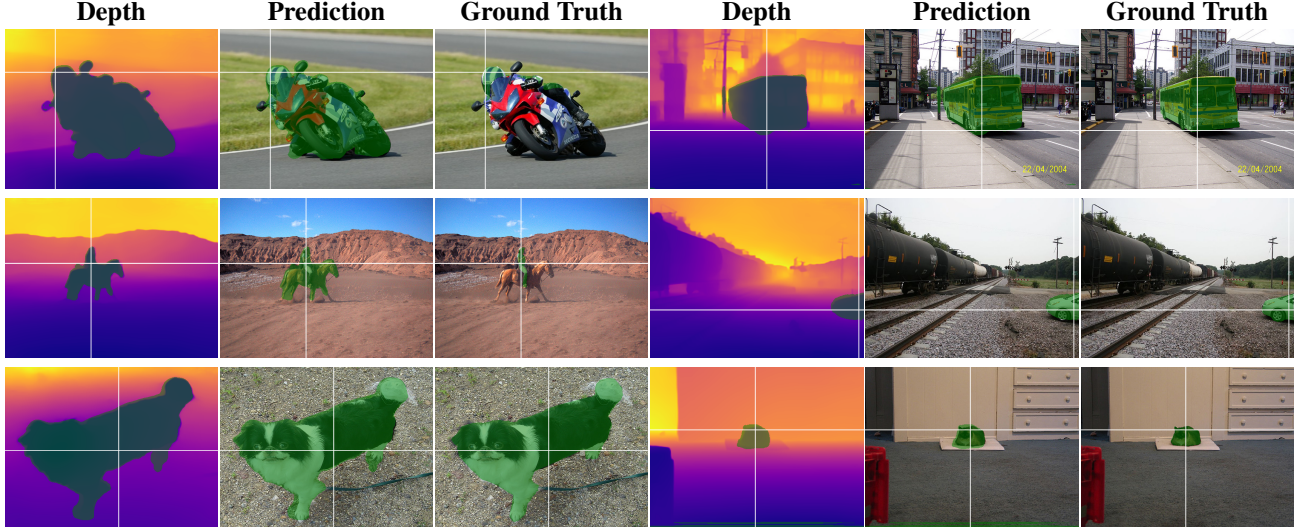 Depth Prediction Ground Truth Depth Prediction Ground Truth
P P
22/04/2004 22/04/2004